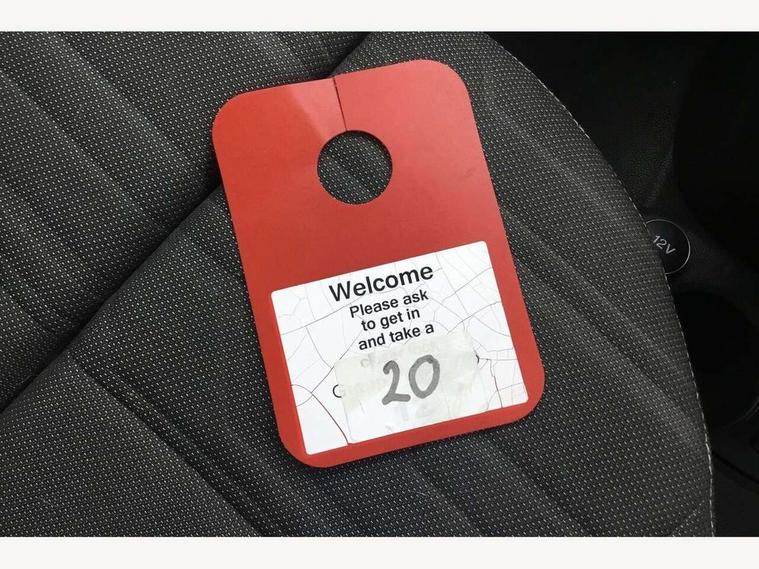 Welcome
Please ask
to get in
and take a
20
12V